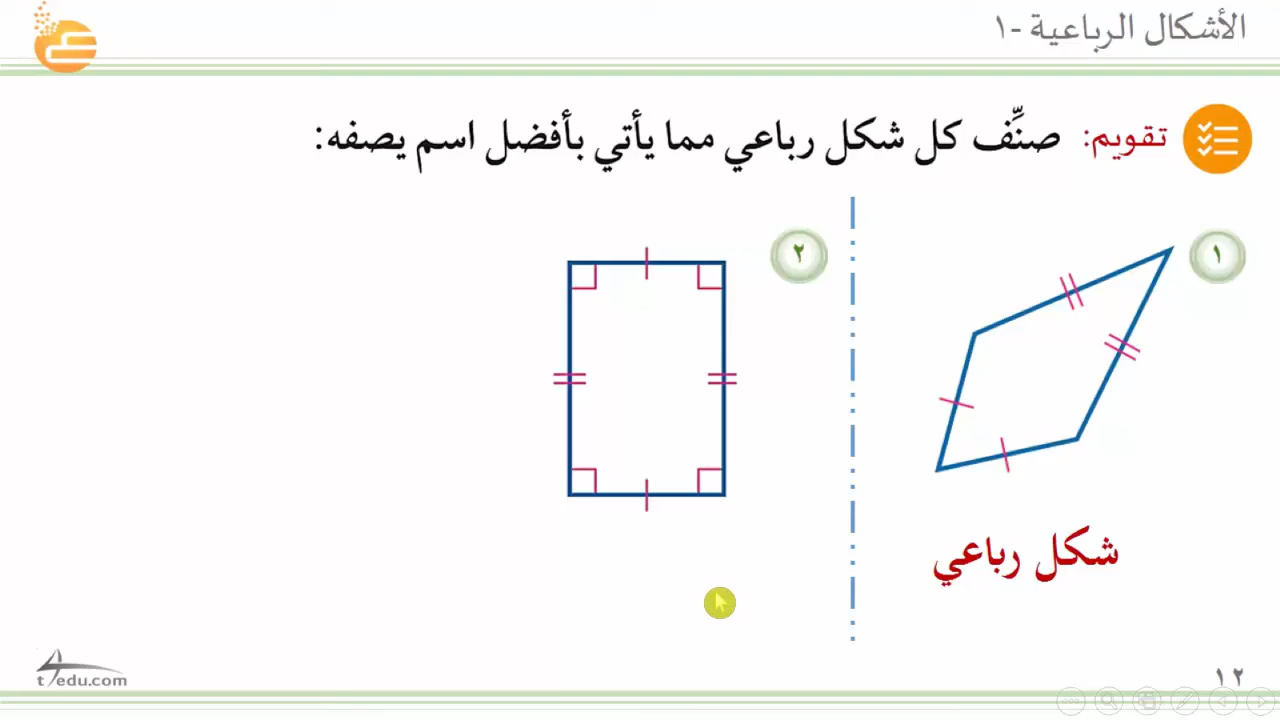 الأشكال الرباعية -١
تقويم: صنِّف كل شكل رباعي مما يأتي بأفضل اسم يصفه:
١
٢
شكل رباعي
t4edu.com
١٢